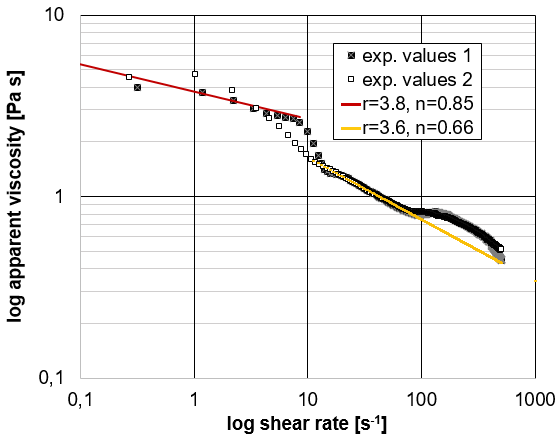 10
exp. values 1
exp. values 2
r=3.8, n=0.85
r=3.6, n=0.66
log apparent viscosity [Pa s]
1
0,1
0,1 1 10 100 1000
log shear rate [s⁻¹]